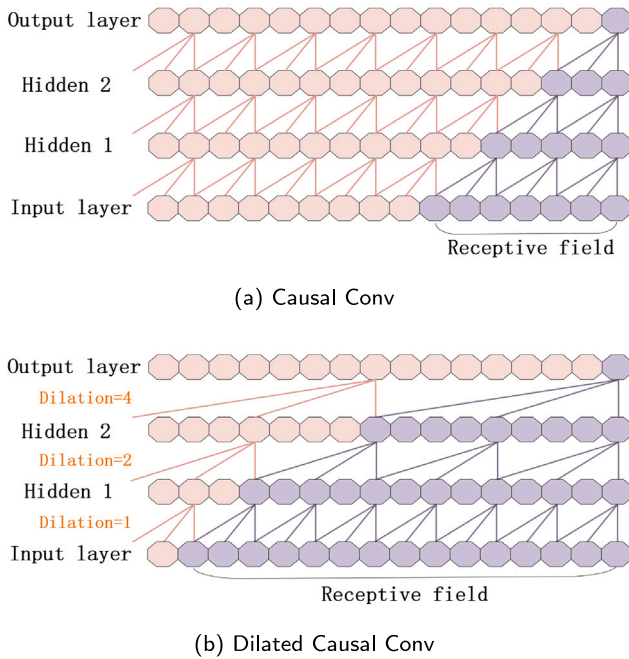 Output layer
Hidden 2
Hidden 1
Input layer
Receptive field
(a) Causal Conv
Output layer
Dilation=4
Hidden 2
Dilation=2
Hidden 1
Dilation=1
Input layer
Receptive field
(b) Dilated Causal Conv